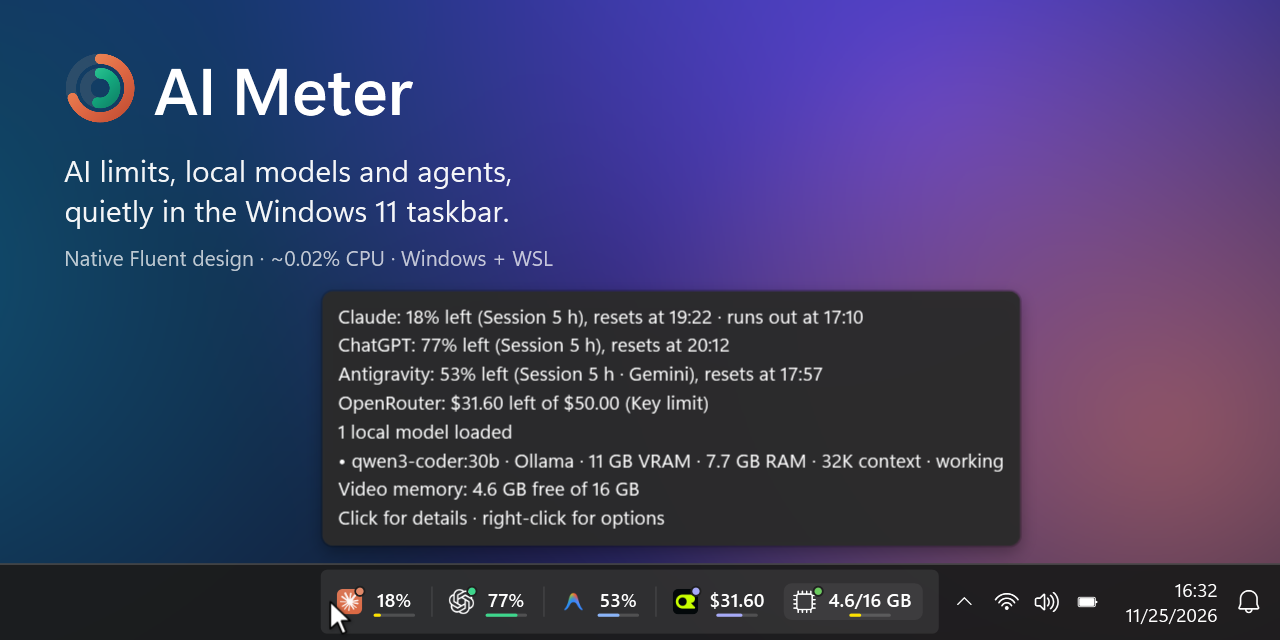 AI Meter
AI limits, local models and agents,
quietly in the Windows 11 taskbar.
Native Fluent design · ~0.02% CPU · Windows + WSL
Claude: 18% left (Session 5 h), resets at 19:22 · runs out at 17:10
ChatGPT: 77% left (Session 5 h), resets at 20:12
Antigravity: 53% left (Session 5 h · Gemini), resets at 17:57
OpenRouter: $31.60 left of $50.00 (Key limit)
1 local model loaded
• qwen3-coder:30b · Ollama · 11 GB VRAM · 7.7 GB RAM · 32K context · working
Video memory: 4.6 GB free of 16 GB
Click for details · right-click for options
18% 77% 53% $31.60 4.6/16 GB
16:32
11/25/2026